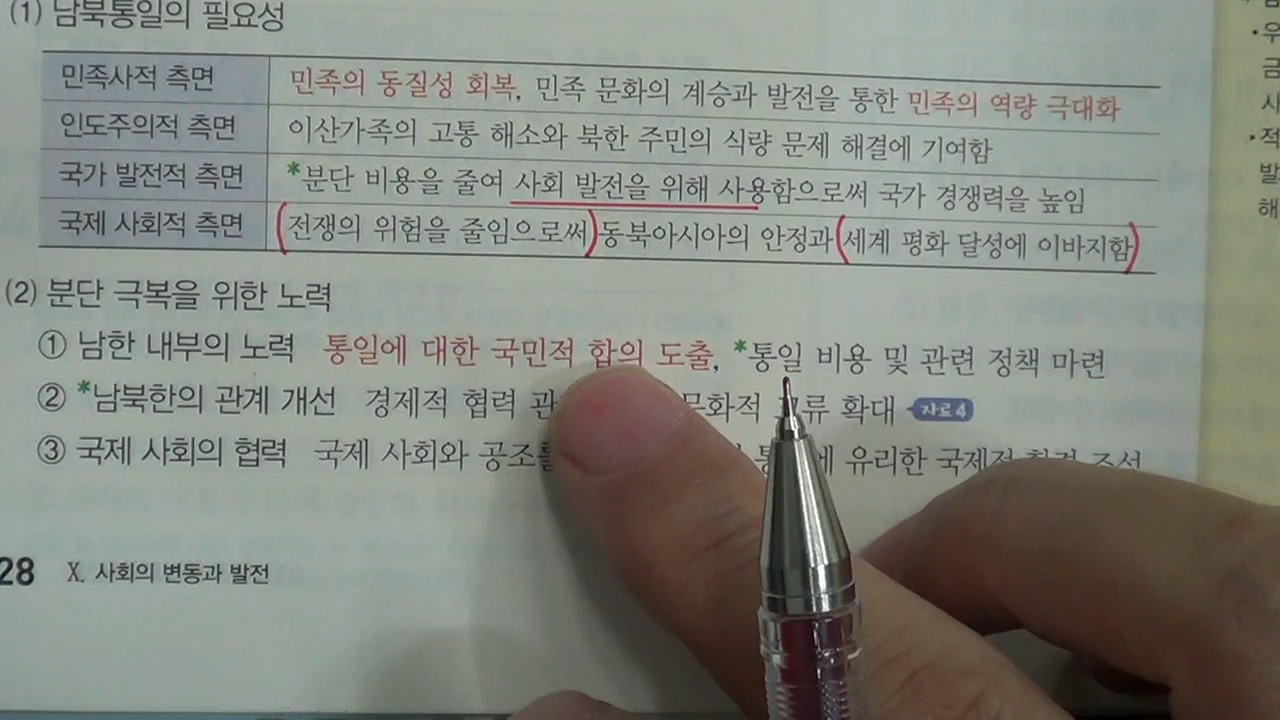 (1) 남북통일의 필요성
민족사적 측면 민족의 동질성 회복, 민족 문화의 계승과 발전을 통한 민족의 역량 극대화
인도주의적 측면 이산가족의 고통 해소와 북한 주민의 식량 문제 해결에 기여함
국가 발전적 측면 *분단 비용을 줄여 사회 발전을 위해 사용함으로써 국가 경쟁력을 높임
국제 사회적 측면 (전쟁의 위험을 줄임으로써) 동북아시아의 안정과 (세계 평화 달성에 이바지함)
(2) 분단 극복을 위한 노력
① 남한 내부의 노력 통일에 대한 국민적 합의 도출, *통일 비용 및 관련 정책 마련
② *남북한의 관계 개선 경제적 협력 문화적 확대 자료4
③ 국제 사회의 협력 국제 사회와 유리한 국제적
28 X. 사회의 변동과 발전
우
금
사
적
발
해